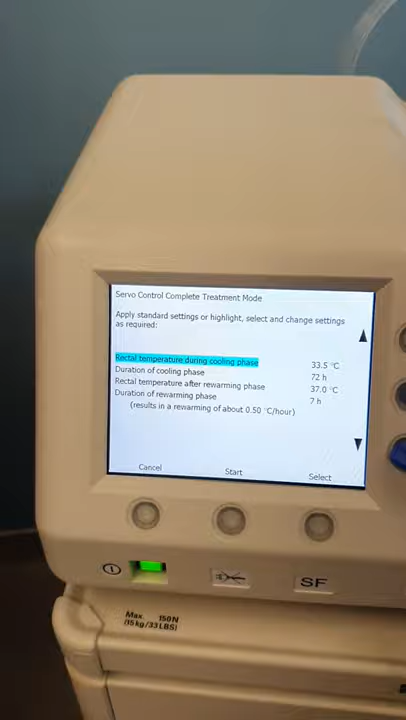 Servo Control Complete Treatment Mode
Apply standard settings or highlight, select and change settings
as required:
Rectal temperature during cooling phase 33.5 °C
Duration of cooling phase 72 h
Rectal temperature after rewarming phase 37.0 °C
Duration of rewarming phase 7 h
(results in a rewarming of about 0.50 °C/hour)
Cancel Start Select
SF
Max. 150N
(15kg/33LBS)